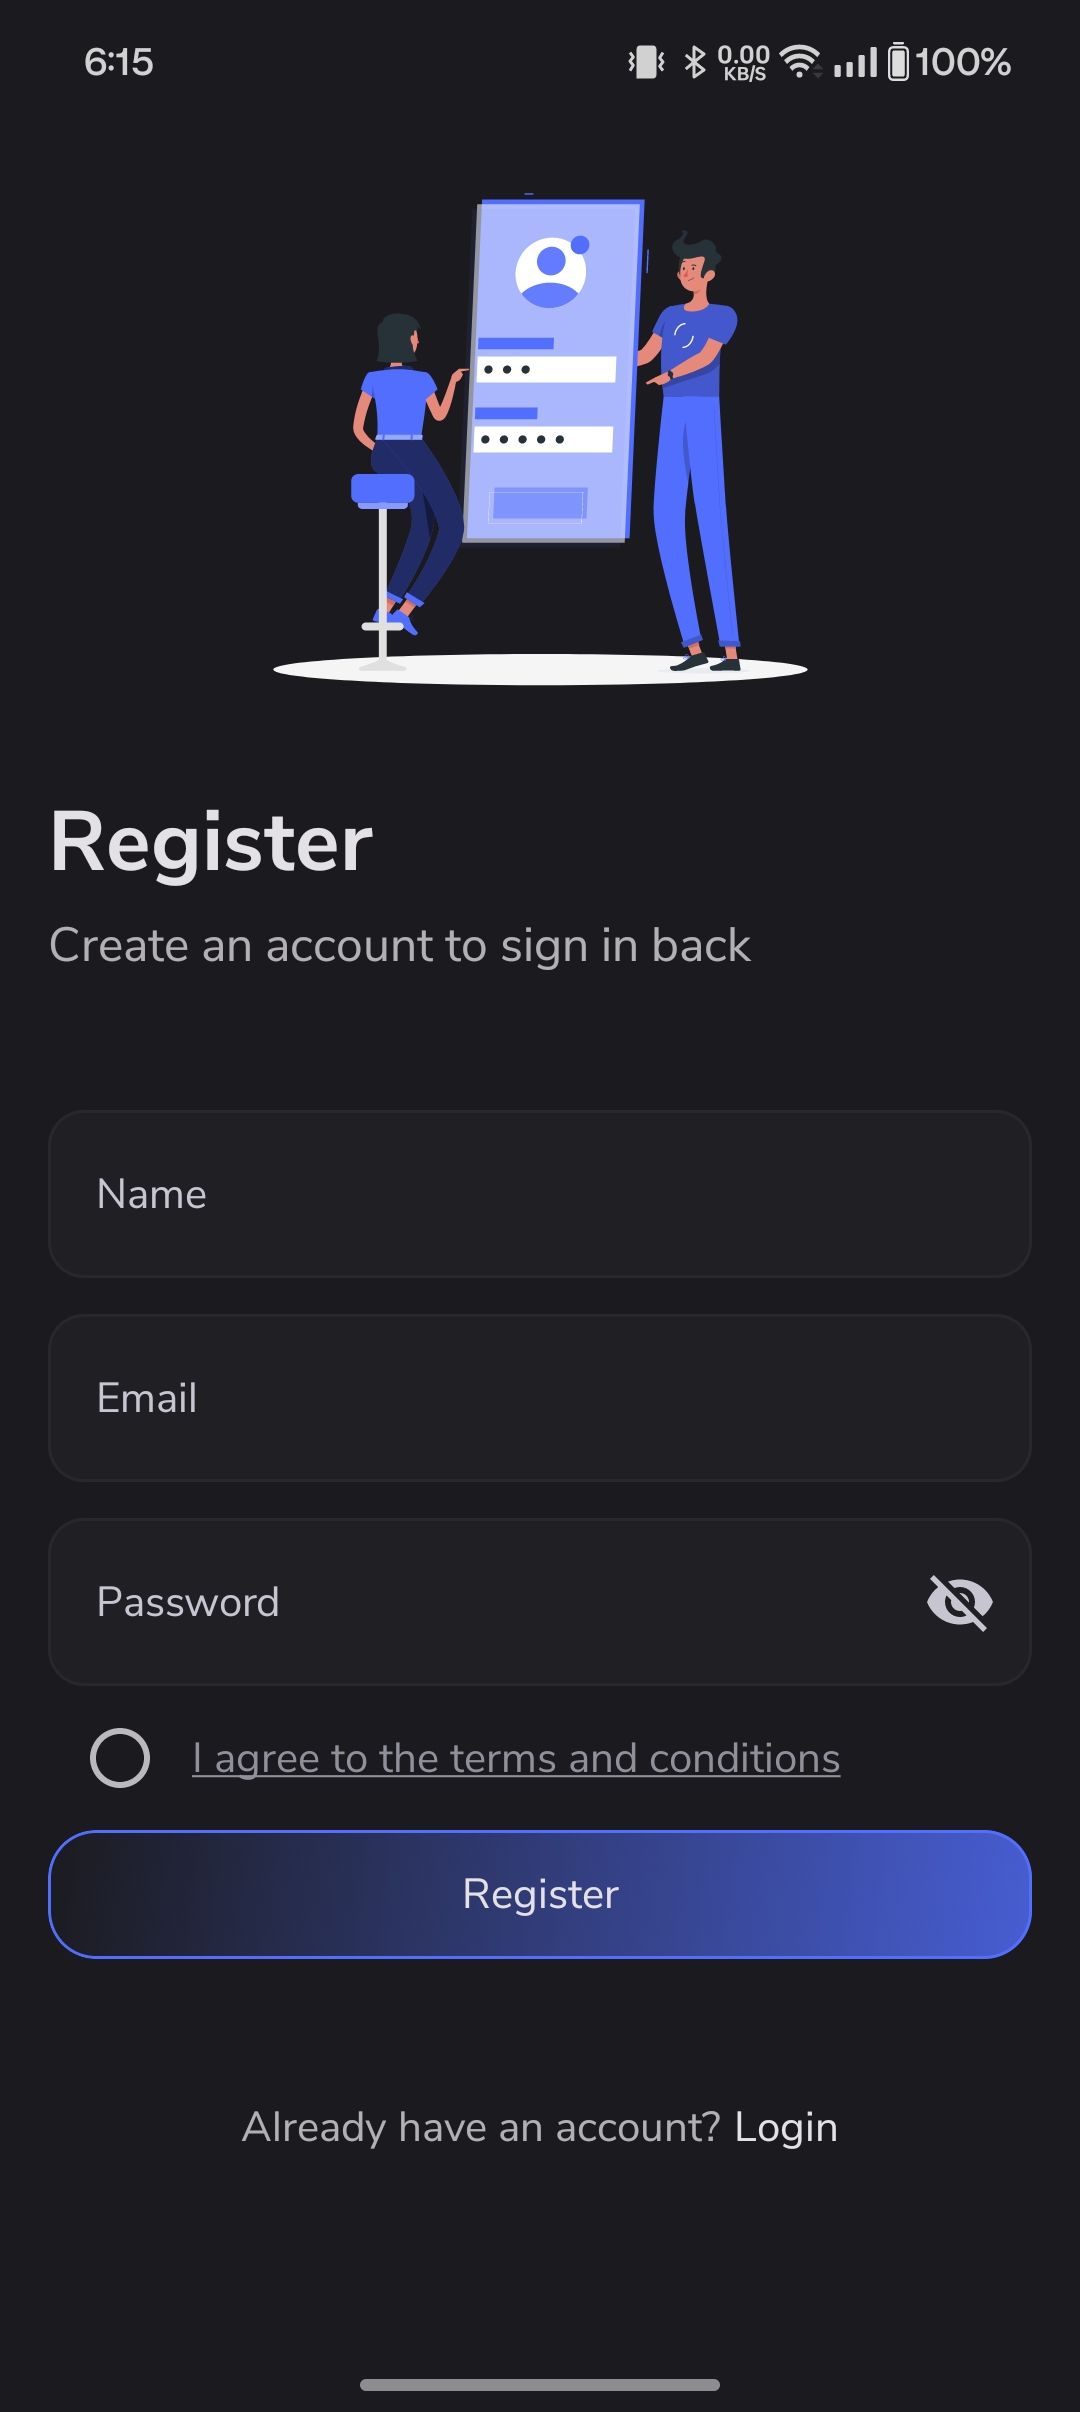 6:15 0.00 KB/S 100%
Register
Create an account to sign in back
Name
Email
Password
I agree to the terms and conditions
Register
Already have an account? Login